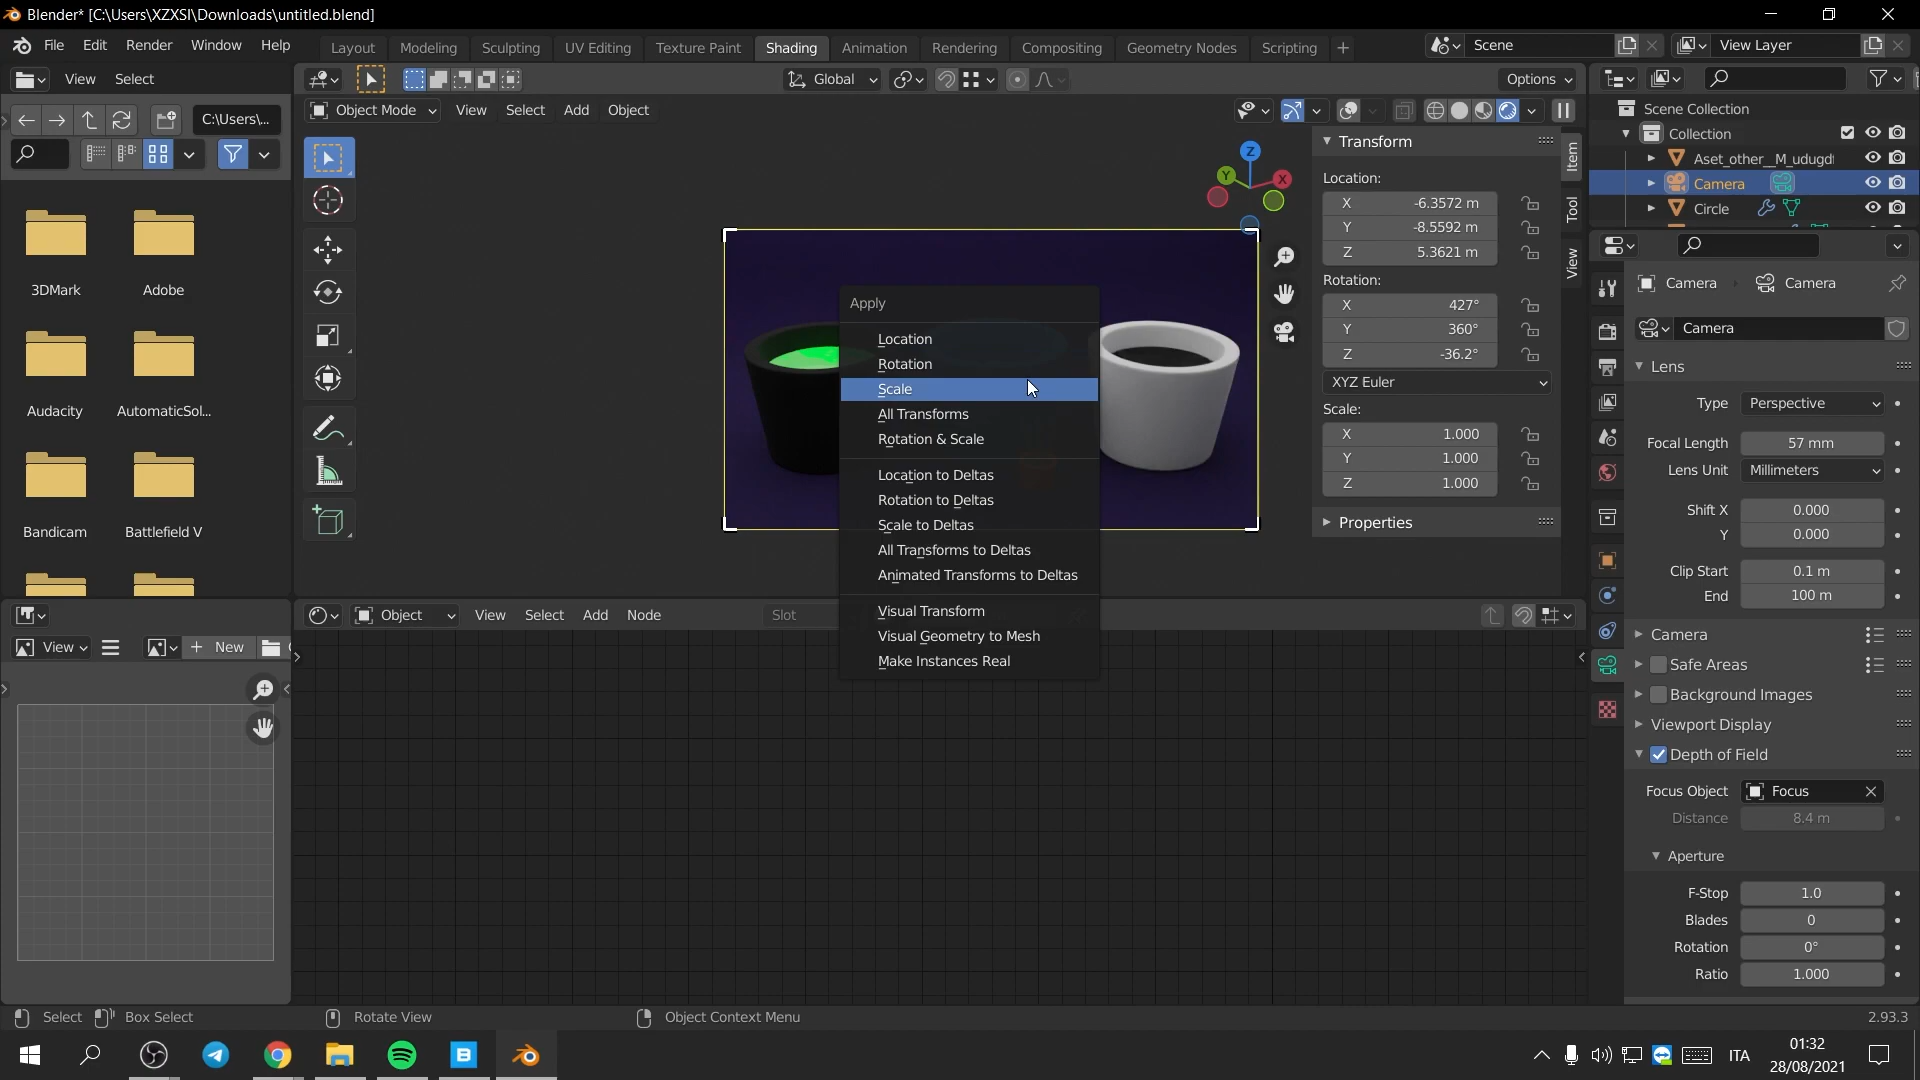 Blender* [C:\Users\XZXSI\Downloads\untitled.blend]
File Edit Render Window Help
Layout Modeling Sculpting UV Editing Texture Paint Shading Animation Rendering Compositing Geometry Nodes Scripting
Scene
View Layer
View Select
Global
Options
C:\Users\...
Object Mode View Select Add Object
3DMark
Adobe
Audacity
AutomaticSol...
Bandicam
Battlefield V
Z
Y
X
Apply
Location
Rotation
Scale
All Transforms
Rotation & Scale
Location to Deltas
Rotation to Deltas
Scale to Deltas
All Transforms to Deltas
Animated Transforms to Deltas
Visual Transform
Visual Geometry to Mesh
Make Instances Real
Transform
Location:
X -6.3572 m
Y -8.5592 m
Z 5.3621 m
Rotation:
X 427°
Y 360°
Z -36.2°
XYZ Euler
Scale:
X 1.000
Y 1.000
Z 1.000
Properties
Item
Tool
View
Scene Collection
Collection
Aset_other__M_udugd
Camera
Circle
Camera Camera
Camera
Lens
Type Perspective
Focal Length 57 mm
Lens Unit Millimeters
Shift X 0.000
Y 0.000
Clip Start 0.1 m
End 100 m
Camera
Safe Areas
Background Images
Viewport Display
Depth of Field
Focus Object Focus
Distance 8.4 m
Aperture
F-Stop 1.0
Blades 0
Rotation 0°
Ratio 1.000
View New
Object View Select Add Node Slot
Select Box Select Rotate View Object Context Menu
2.93.3
ITA
01:32
28/08/2021